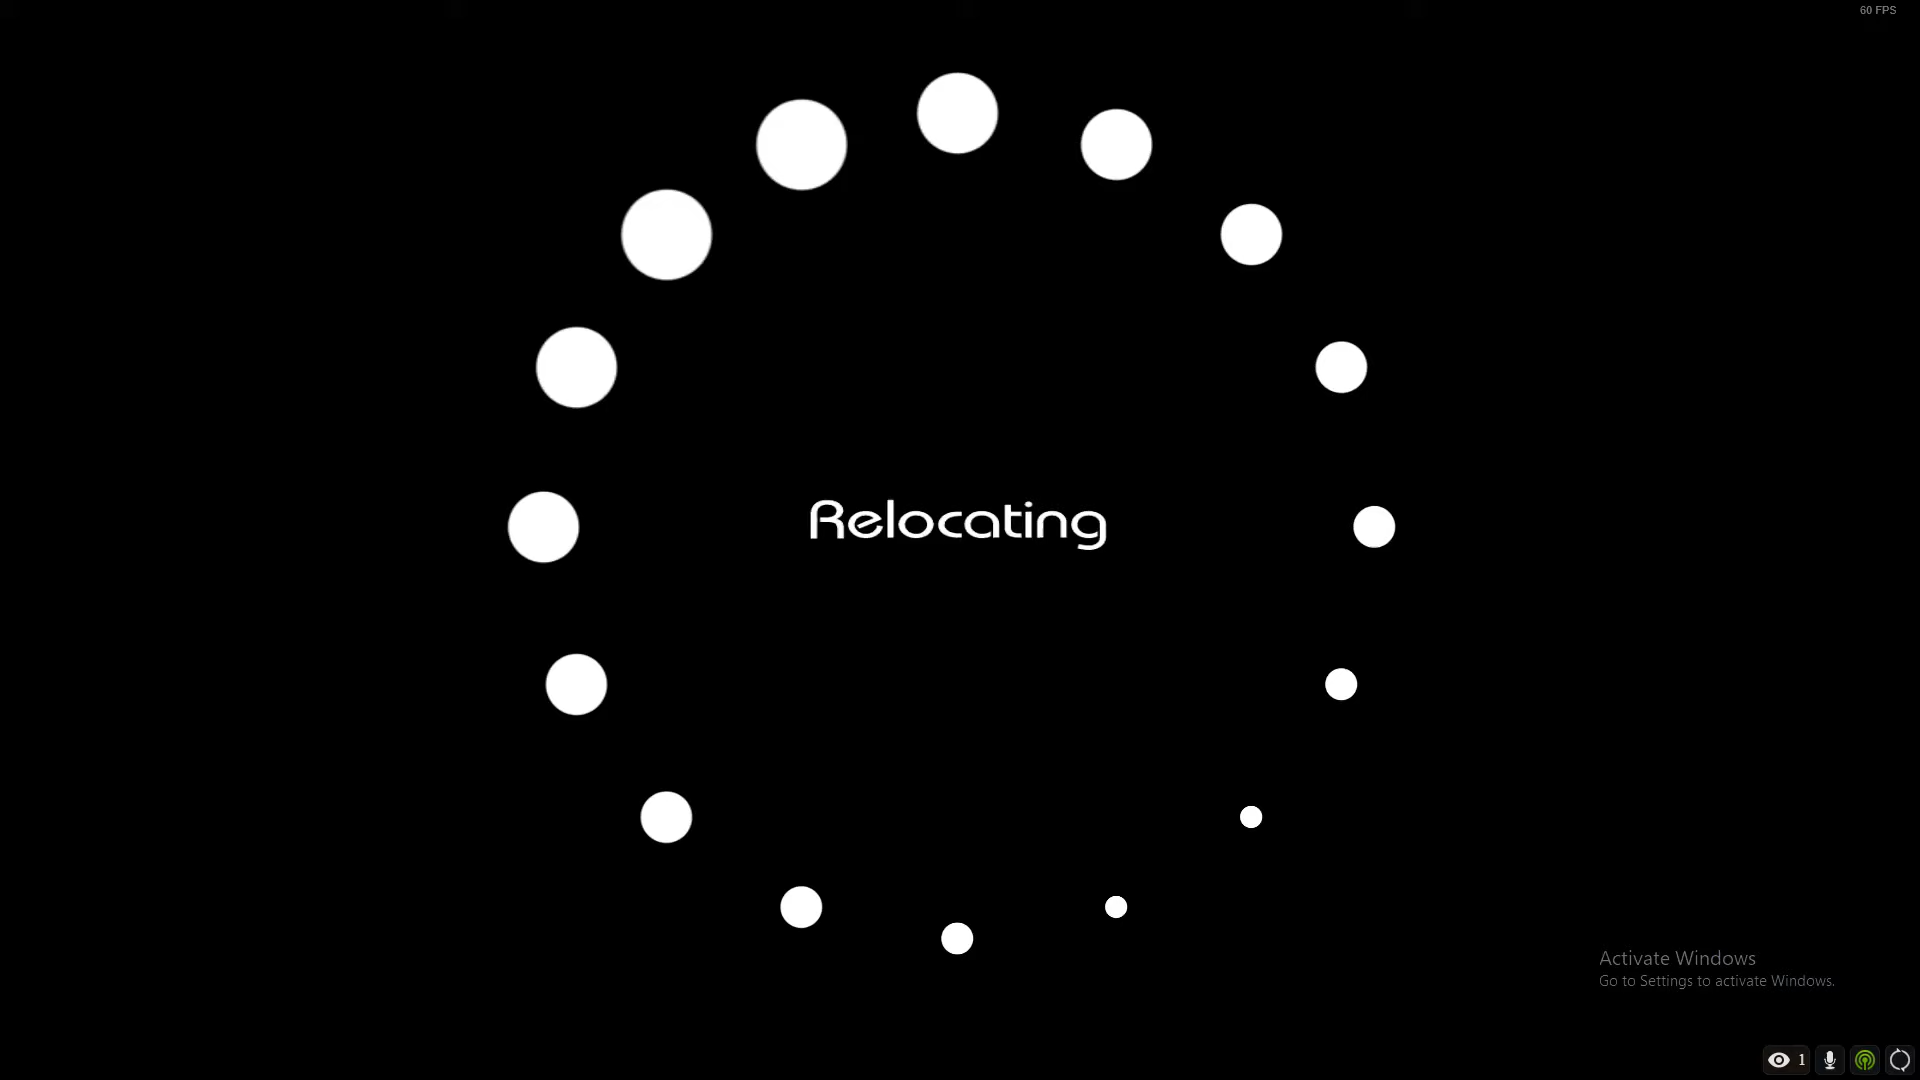 60 FPS
Relocating
Activate Windows
Go to Settings to activate Windows.
1